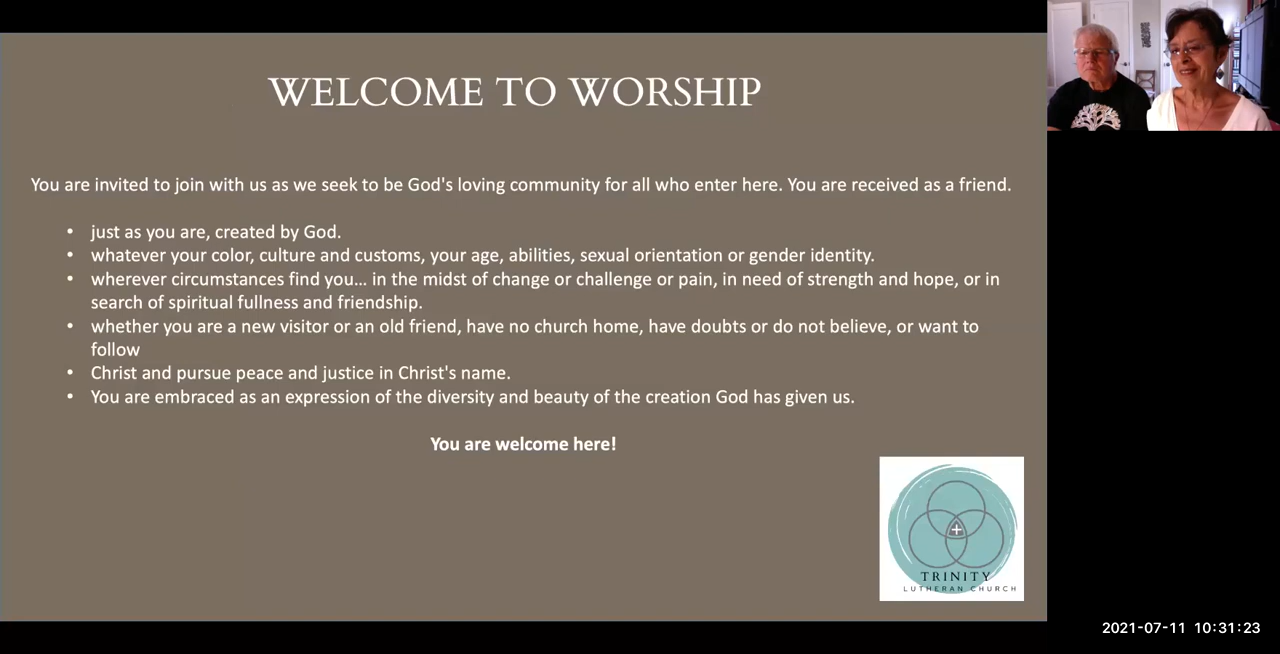 WELCOME TO WORSHIP
You are invited to join with us as we seek to be God's loving community for all who enter here. You are received as a friend.
• just as you are, created by God.
• whatever your color, culture and customs, your age, abilities, sexual orientation or gender identity.
• wherever circumstances find you... in the midst of change or challenge or pain, in need of strength and hope, or in
search of spiritual fullness and friendship.
• whether you are a new visitor or an old friend, have no church home, have doubts or do not believe, or want to
follow
• Christ and pursue peace and justice in Christ's name.
• You are embraced as an expression of the diversity and beauty of the creation God has given us.
You are welcome here!
TRINITY
LUTHERAN CHURCH
2021-07-11 10:31:23